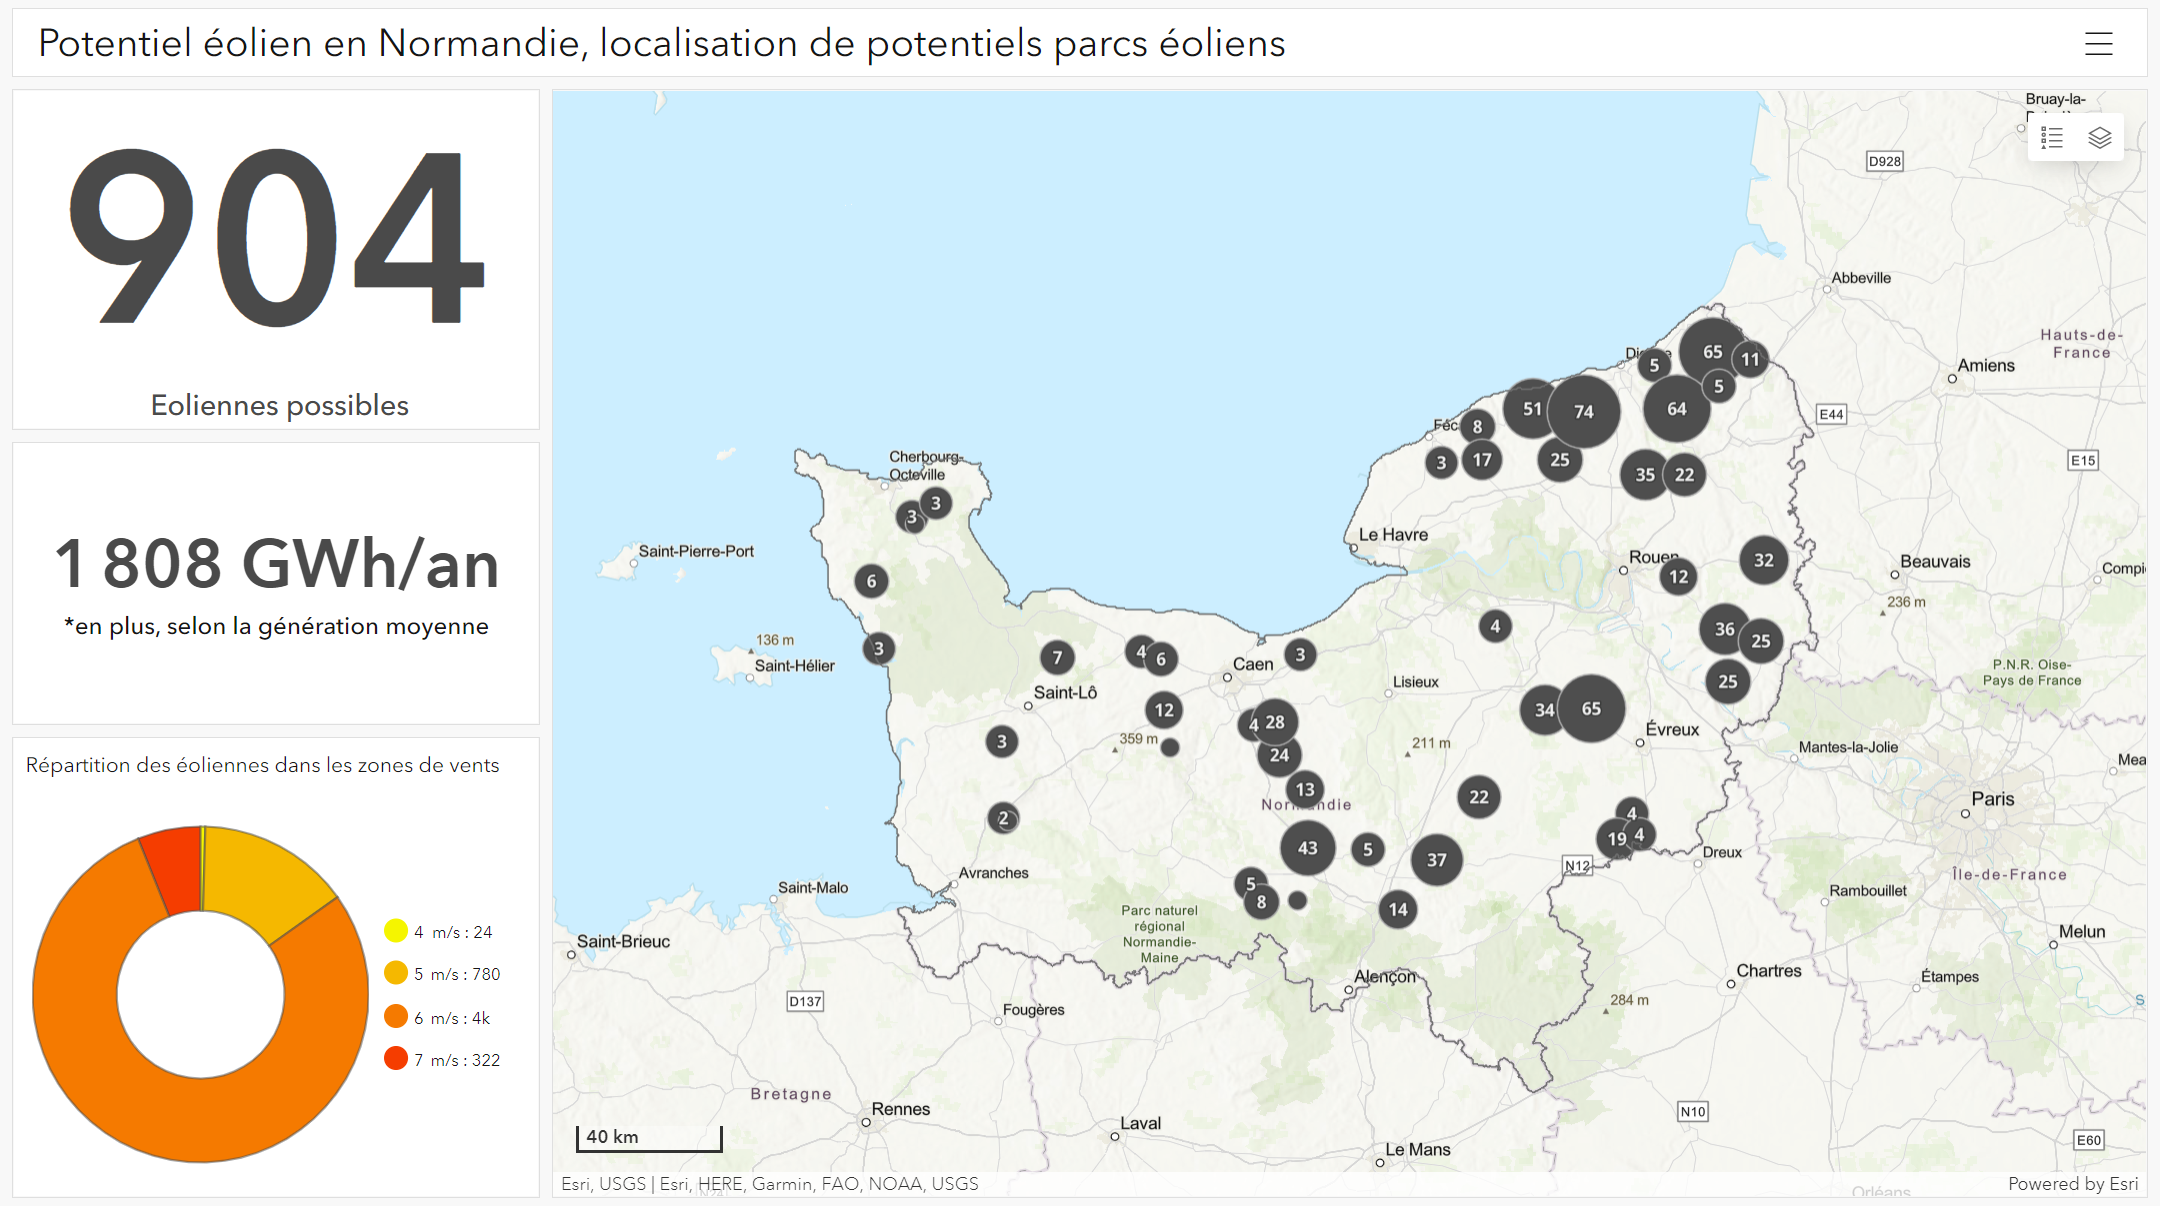 Potentiel éolien en Normandie, localisation de potentiels parcs éoliens
904
Eoliennes possibles
1 808 GWh/an
*en plus, selon la génération moyenne
Répartition des éoliennes dans les zones de vents
4 m/s : 24
5 m/s : 780
6 m/s : 4k
7 m/s : 322
Bruay-la-
D928
Abbeville
Hauts-de-
France
65
11
5
5
Amiens
51
74
64
E44
Féc
8
3
17
25
35
22
E15
Cherbourg-
Octeville
3
3
Le Havre
Saint-Pierre-Port
Rouen
12
32
Beauvais
Compi
236 m
6
4
36
25
136 m
Saint-Hélier
3
7
4
6
Caen
3
Lisieux
25
P.N.R. Oise-
Pays de France
Saint-Lô
12
4
28
34
65
Évreux
3
359 m
24
211 m
Mantes-la-Jolie
Mea
13
Normandie
22
Paris
2
4
19
4
43
5
37
N12
Dreux
Avranches
Saint-Malo
5
8
14
Île-de-France
Rambouillet
Parc naturel
régional
Normandie-
Maine
Saint-Brieuc
Melun
Alençon
Chartres
Étampes
D137
Fougères
284 m
S
Bretagne
Rennes
Laval
N10
E60
40 km
Le Mans
Esri, USGS | Esri, HERE, Garmin, FAO, NOAA, USGS
N24
Orléans
Powered by Esri